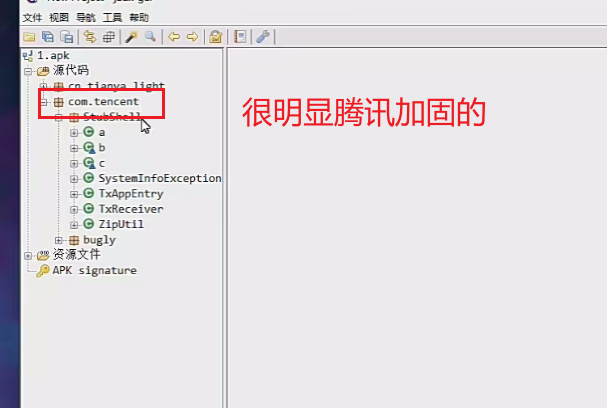 文件 视图 导航 工具 帮助
1.apk
源代码
cn.tianya.light
com.tencent
StubShell
很明显腾讯加固的
a
b
c
SystemInfoException
TxAppEntry
TxReceiver
ZipUtil
bugly
资源文件
APK signature